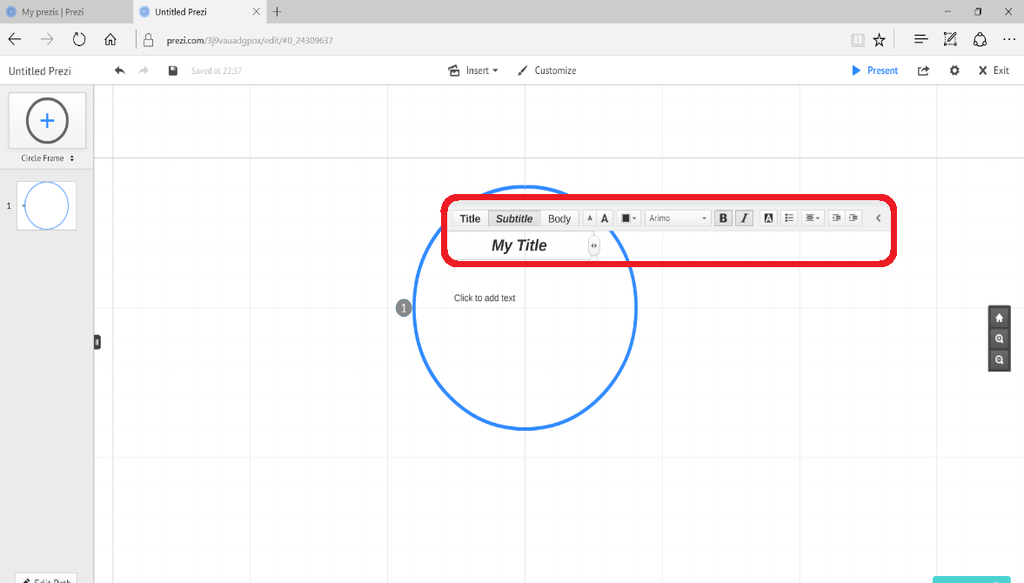 My prezis | Prezi
Untitled Prezi
prezi.com/3j9vauadgpox/edit/#0_24309637
Untitled Prezi
Saved at 22:37
Insert
Customize
Present
Exit
Circle Frame
1
Title Subtitle Body A A Arimo B I A
My Title
Click to add text
1
Edit Path